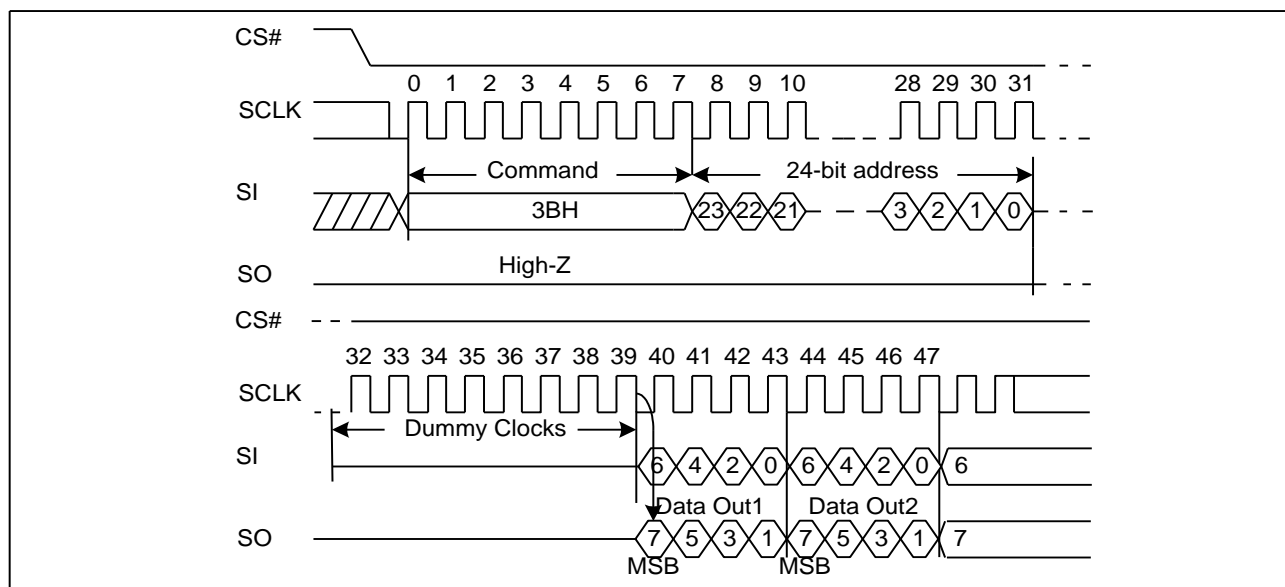 CS#
0 1 2 3 4 5 6 7 8 9 10 28 29 30 31
SCLK
Command 24-bit address
SI
3BH 23 22 21 3 2 1 0
High-Z
SO
CS#
32 33 34 35 36 37 38 39 40 41 42 43 44 45 46 47
SCLK
Dummy Clocks
SI
6 4 2 0 6 4 2 0 6
Data Out1 Data Out2
SO
7 5 3 1 7 5 3 1 7
MSB MSB